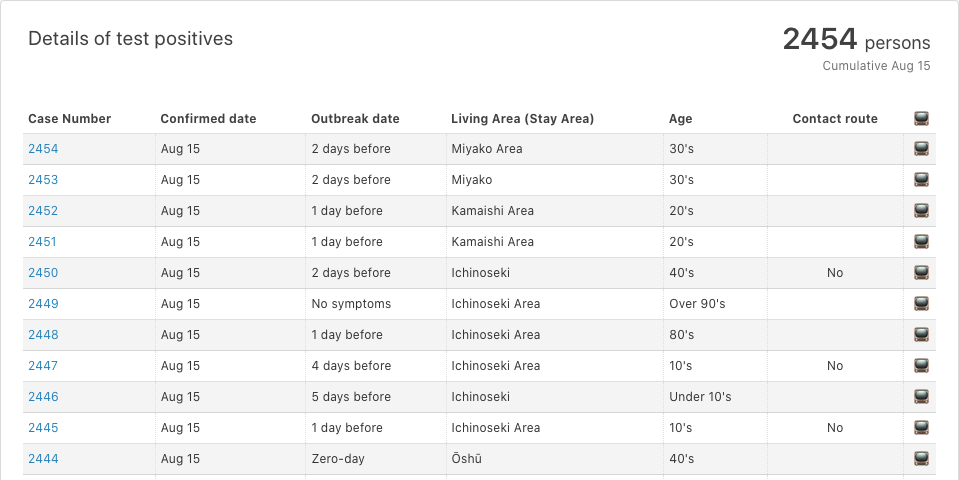 Details of test positives
2454 persons
Cumulative Aug 15
Case Number Confirmed date Outbreak date Living Area (Stay Area) Age Contact route
2454 Aug 15 2 days before Miyako Area 30's
2453 Aug 15 2 days before Miyako 30's
2452 Aug 15 1 day before Kamaishi Area 20's
2451 Aug 15 1 day before Kamaishi Area 20's
2450 Aug 15 2 days before Ichinoseki 40's No
2449 Aug 15 No symptoms Ichinoseki Area Over 90's
2448 Aug 15 1 day before Ichinoseki Area 80's
2447 Aug 15 4 days before Ichinoseki Area 10's No
2446 Aug 15 5 days before Ichinoseki Under 10's
2445 Aug 15 1 day before Ichinoseki Area 10's No
2444 Aug 15 Zero-day Ōshū 40's